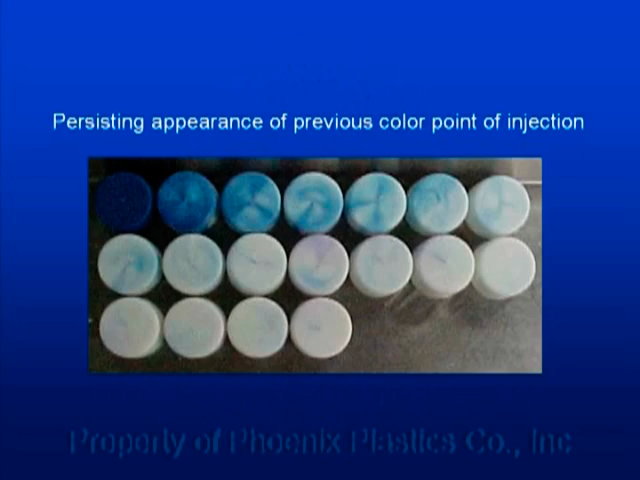 Persisting appearance of previous color point of injection
Property of Phoenix Plastics Co., Inc